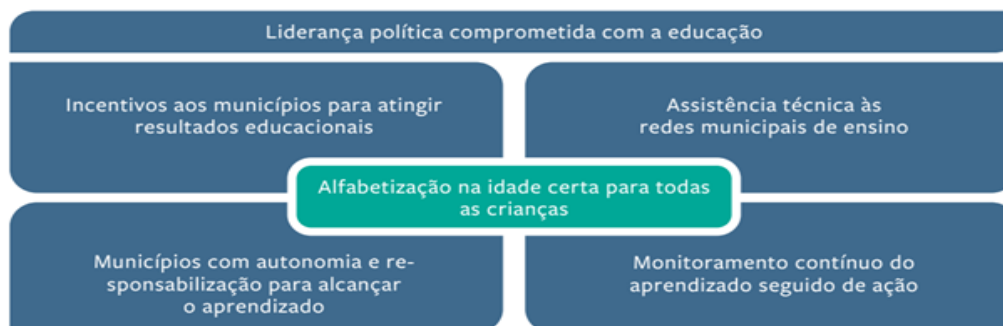 Liderança política comprometida com a educação
Incentivos aos municípios para atingir
resultados educacionais
Assistência técnica às
redes municipais de ensino
Alfabetização na idade certa para todas
as crianças
Municípios com autonomia e re-
sponsabilização para alcançar
o aprendizado
Monitoramento contínuo do
aprendizado seguido de ação